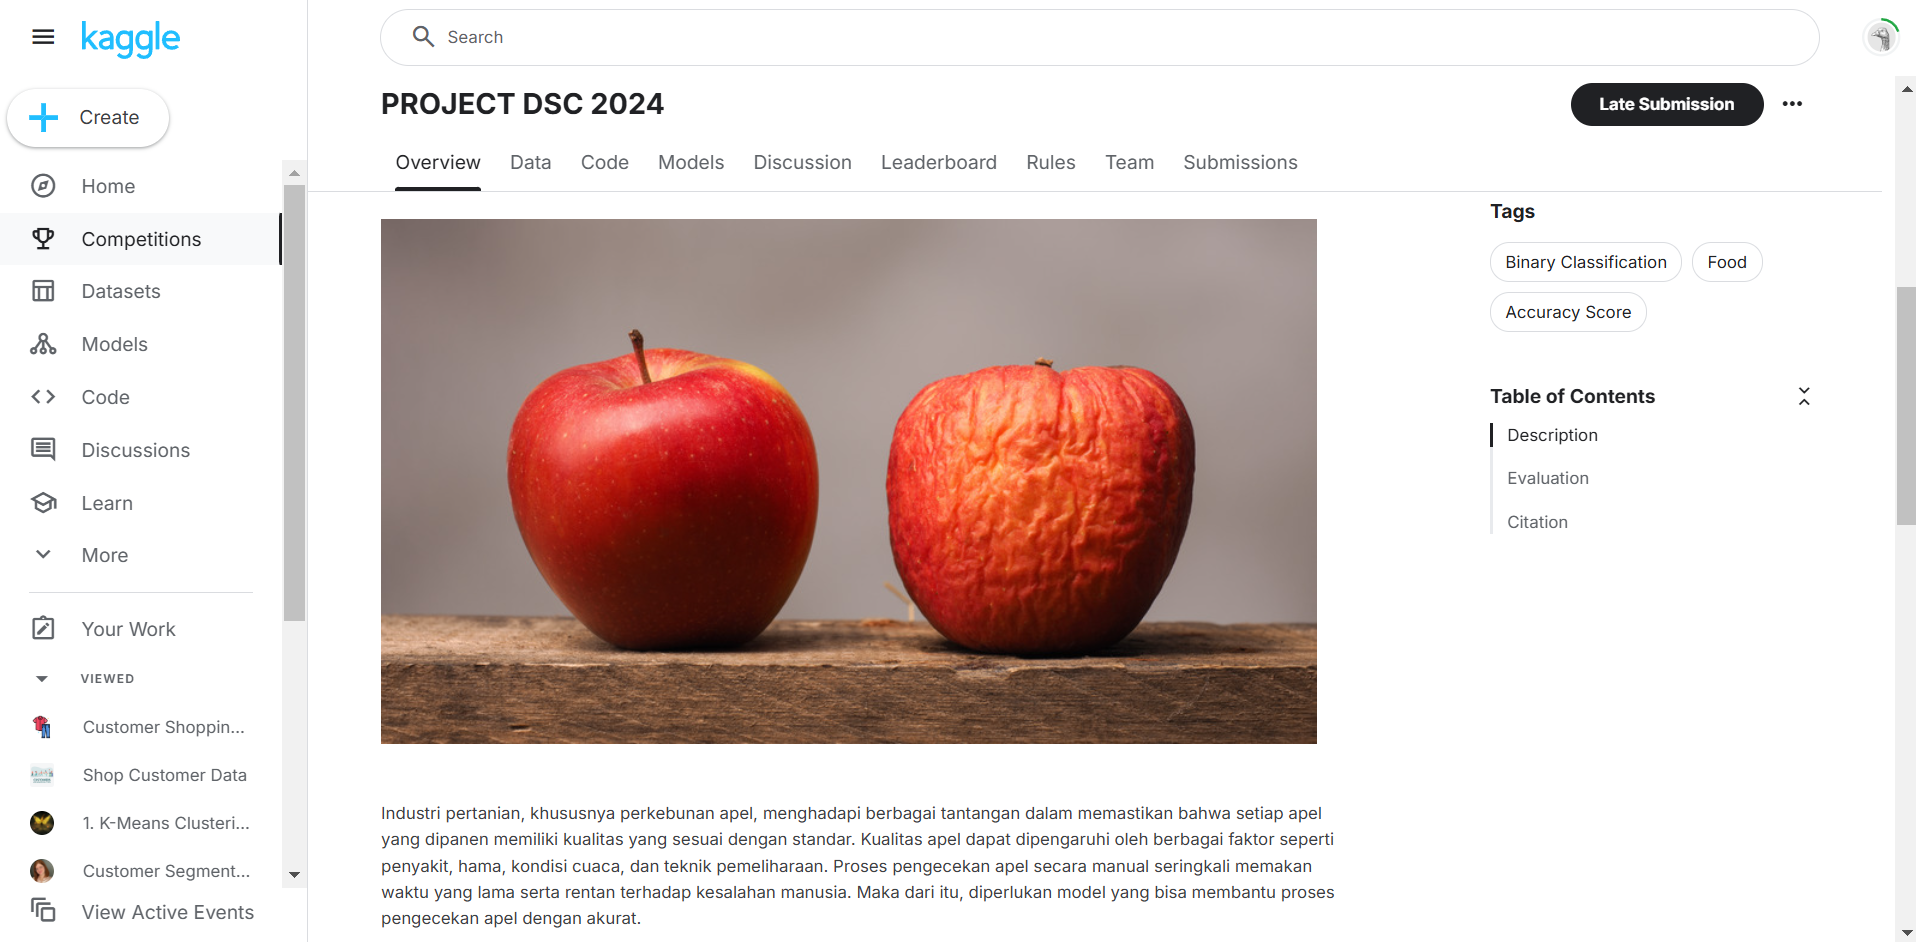 kaggle
Search
Create
Home
Competitions
Datasets
Models
Code
Discussions
Learn
More
Your Work
VIEWED
Customer Shoppin...
Shop Customer Data
1. K-Means Clusteri...
Customer Segment...
View Active Events
PROJECT DSC 2024
Late Submission
Overview Data Code Models Discussion Leaderboard Rules Team Submissions
Industri pertanian, khususnya perkebunan apel, menghadapi berbagai tantangan dalam memastikan bahwa setiap apel
yang dipanen memiliki kualitas yang sesuai dengan standar. Kualitas apel dapat dipengaruhi oleh berbagai faktor seperti
penyakit, hama, kondisi cuaca, dan teknik pemeliharaan. Proses pengecekan apel secara manual seringkali memakan
waktu yang lama serta rentan terhadap kesalahan manusia. Maka dari itu, diperlukan model yang bisa membantu proses
pengecekan apel dengan akurat.
Tags
Binary Classification Food
Accuracy Score
Table of Contents
Description
Evaluation
Citation